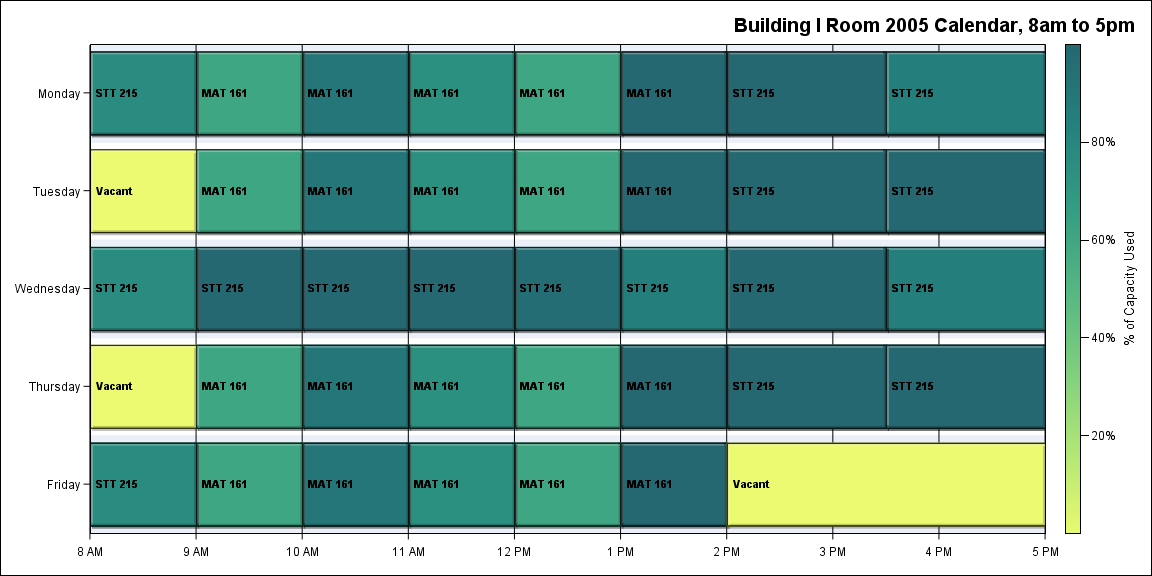 Building I Room 2005 Calendar, 8am to 5pm
Monday STT 215 MAT 161 MAT 161 MAT 161 MAT 161 MAT 161 STT 215 STT 215
80%
Tuesday Vacant MAT 161 MAT 161 MAT 161 MAT 161 MAT 161 STT 215 STT 215
60%
% of Capacity Used
Wednesday STT 215 STT 215 STT 215 STT 215 STT 215 STT 215 STT 215 STT 215
40%
Thursday Vacant MAT 161 MAT 161 MAT 161 MAT 161 MAT 161 STT 215 STT 215
20%
Friday STT 215 MAT 161 MAT 161 MAT 161 MAT 161 MAT 161 Vacant
8 AM 9 AM 10 AM 11 AM 12 PM 1 PM 2 PM 3 PM 4 PM 5 PM